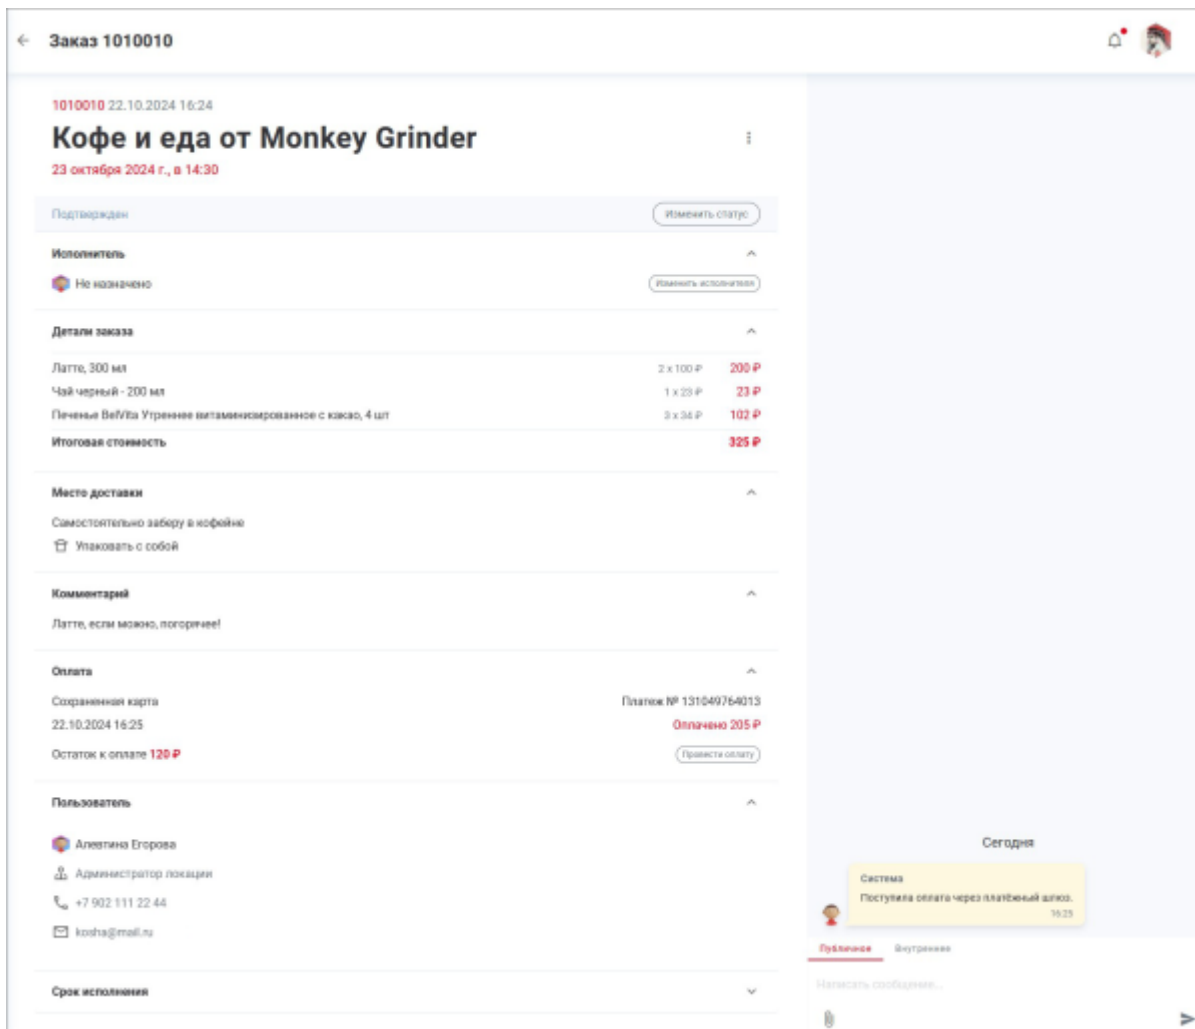 Заказ 1010010
1010010 22.10.2024 16:24
Кофе и еда от Monkey Grinder
23 октября 2024 г., в 14:30
Подтвержден
Изменить статус
Исполнитель
Не назначено
Изменить исполнителя
Детали заказа
Латте, 300 мл 2 x 100 ₽ 200 ₽
Чай черный - 200 мл 1 x 23 ₽ 23 ₽
Печенье BelVita Утреннее витаминизированное с какао, 4 шт 3 x 34 ₽ 102 ₽
Итоговая стоимость 325 ₽
Место доставки
Самостоятельно заберу в кофейне
Упаковать с собой
Комментарий
Латте, если можно, погорячее!
Оплата
Сохраненная карта Платеж № 131049764013
22.10.2024 16:25 Оплачено 205 ₽
Остаток к оплате 120 ₽ Провести оплату
Пользователь
Алевтина Егорова
Администратор локации
+7 902 111 22 44
kosha@mail.ru
Срок исполнения
Сегодня
Система
Поступила оплата через платёжный шлюз.
16:25
Публичное Внутреннее
Написать сообщение...